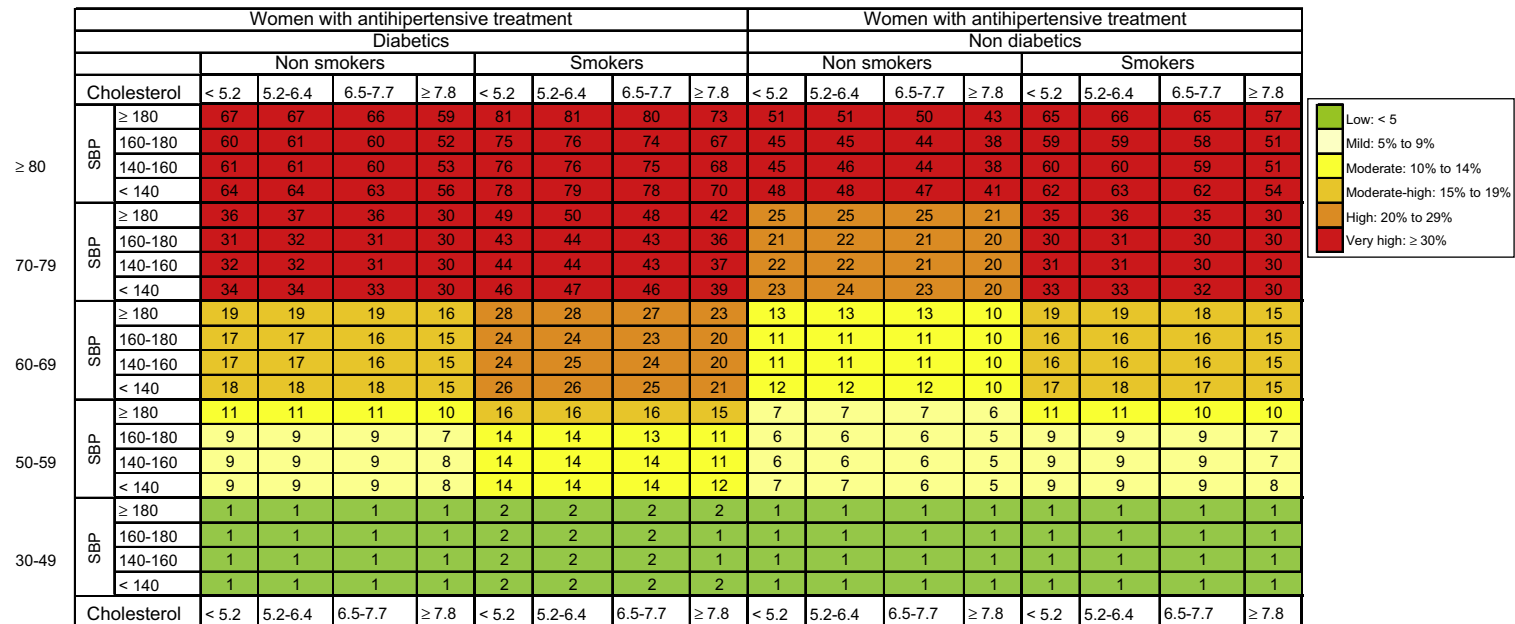 Women with antihipertensive treatment Women with antihipertensive treatment
Diabetics Non diabetics
Non smokers Smokers Non smokers Smokers
Cholesterol < 5.2 5.2-6.4 6.5-7.7 ≥ 7.8 < 5.2 5.2-6.4 6.5-7.7 ≥ 7.8 < 5.2 5.2-6.4 6.5-7.7 ≥ 7.8 < 5.2 5.2-6.4 6.5-7.7 ≥ 7.8
≥ 80 SBP
≥ 180 67 67 66 59 81 81 80 73 51 51 50 43 65 66 65 57
160-180 60 61 60 52 75 76 74 67 45 45 44 38 59 59 58 51
140-160 61 61 60 53 76 76 75 68 45 46 44 38 60 60 59 51
< 140 64 64 63 56 78 79 78 70 48 48 47 41 62 63 62 54
70-79 SBP
≥ 180 36 37 36 30 49 50 48 42 25 25 25 21 35 36 35 30
160-180 31 32 31 30 43 44 43 36 21 22 21 20 30 31 30 30
140-160 32 32 31 30 44 44 43 37 22 22 21 20 31 31 30 30
< 140 34 34 33 30 46 47 46 39 23 24 23 20 33 33 32 30
60-69 SBP
≥ 180 19 19 19 16 28 28 27 23 13 13 13 10 19 19 18 15
160-180 17 17 16 15 24 24 23 20 11 11 11 10 16 16 16 15
140-160 17 17 16 15 24 25 24 20 11 11 11 10 16 16 16 15
< 140 18 18 18 15 26 26 25 21 12 12 12 10 17 18 17 15
50-59 SBP
≥ 180 11 11 11 10 16 16 16 15 7 7 7 6 11 11 10 10
160-180 9 9 9 7 14 14 13 11 6 6 6 5 9 9 9 7
140-160 9 9 9 8 14 14 14 11 6 6 6 5 9 9 9 7
< 140 9 9 9 8 14 14 14 12 7 7 6 5 9 9 9 8
30-49 SBP
≥ 180 1 1 1 1 2 2 2 2 1 1 1 1 1 1 1 1
160-180 1 1 1 1 2 2 2 1 1 1 1 1 1 1 1 1
140-160 1 1 1 1 2 2 2 1 1 1 1 1 1 1 1 1
< 140 1 1 1 1 2 2 2 2 1 1 1 1 1 1 1 1
Cholesterol < 5.2 5.2-6.4 6.5-7.7 ≥ 7.8 < 5.2 5.2-6.4 6.5-7.7 ≥ 7.8 < 5.2 5.2-6.4 6.5-7.7 ≥ 7.8 < 5.2 5.2-6.4 6.5-7.7 ≥ 7.8
Low: < 5
Mild: 5% to 9%
Moderate: 10% to 14%
Moderate-high: 15% to 19%
High: 20% to 29%
Very high: ≥ 30%